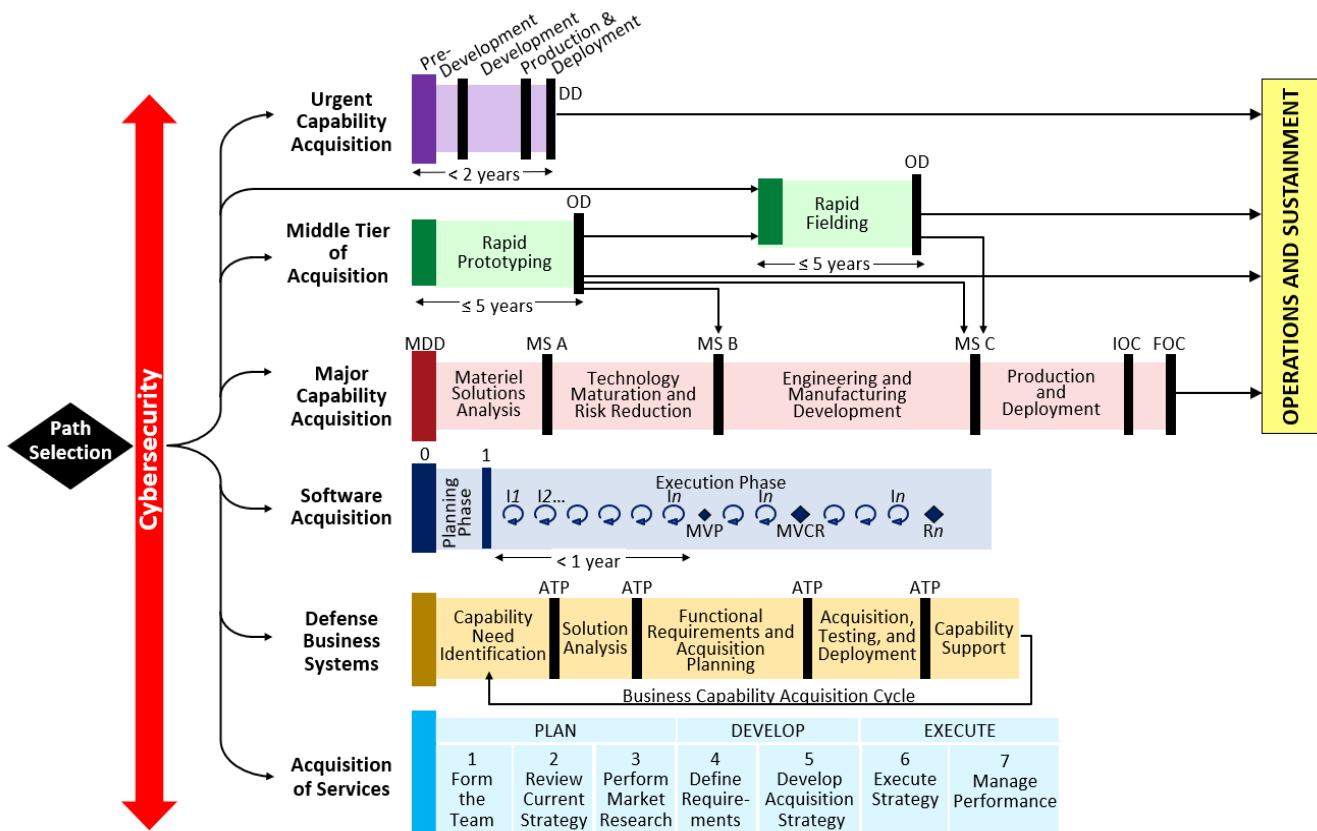 Pre-
Development
Development
Production &
Deployment
Urgent
Capability
Acquisition
DD
< 2 years
Middle Tier
of
Acquisition
Rapid
Prototyping
OD
≤ 5 years
Rapid
Fielding
OD
≤ 5 years
Major
Capability
Acquisition
MDD
MS A
MS B
MS C
IOC
FOC
Materiel
Solutions
Analysis
Technology
Maturation and
Risk Reduction
Engineering and
Manufacturing
Development
Production
and
Deployment
OPERATIONS AND SUSTAINMENT
Path
Selection
Cybersecurity
Software
Acquisition
0
1
Planning
Phase
Execution Phase
I1
I2...
In
In
In
MVP
MVCR
Rn
< 1 year
Defense
Business
Systems
ATP
ATP
ATP
ATP
Capability
Need
Identification
Solution
Analysis
Functional
Requirements and
Acquisition
Planning
Acquisition,
Testing, and
Deployment
Capability
Support
Business Capability Acquisition Cycle
Acquisition
of Services
PLAN
DEVELOP
EXECUTE
1
Form
the
Team
2
Review
Current
Strategy
3
Perform
Market
Research
4
Define
Require-
ments
5
Develop
Acquisition
Strategy
6
Execute
Strategy
7
Manage
Performance